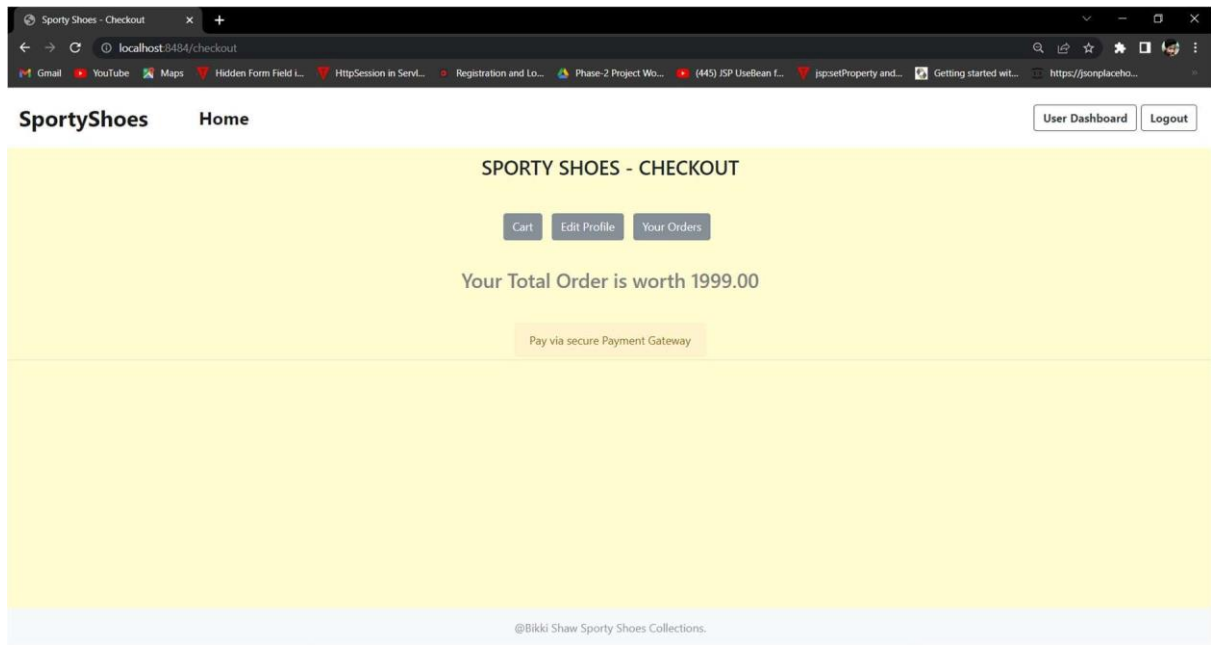 Sporty Shoes - Checkout
localhost:8484/checkout
Gmail YouTube Maps Hidden Form Field i... HttpSession in Servl... Registration and Lo... Phase-2 Project Wo... (445) JSP UseBean f... jsp:setProperty and... Getting started wit... https://jsonplaceho...
SportyShoes Home User Dashboard Logout
SPORTY SHOES - CHECKOUT
Cart Edit Profile Your Orders
Your Total Order is worth 1999.00
Pay via secure Payment Gateway
@Bikki Shaw Sporty Shoes Collections.